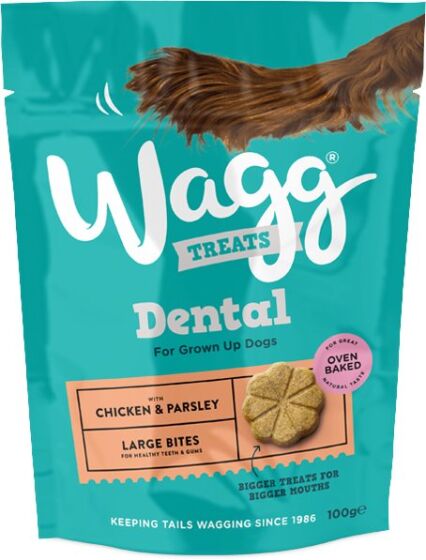 Wagg®
TREATS
Dental
For Grown Up Dogs
FOR GREAT
OVEN
BAKED
NATURAL TASTE
WITH
CHICKEN & PARSLEY
LARGE BITES
FOR HEALTHY TEETH & GUMS
BIGGER TREATS FOR
BIGGER MOUTHS
KEEPING TAILS WAGGING SINCE 1986
100g℮